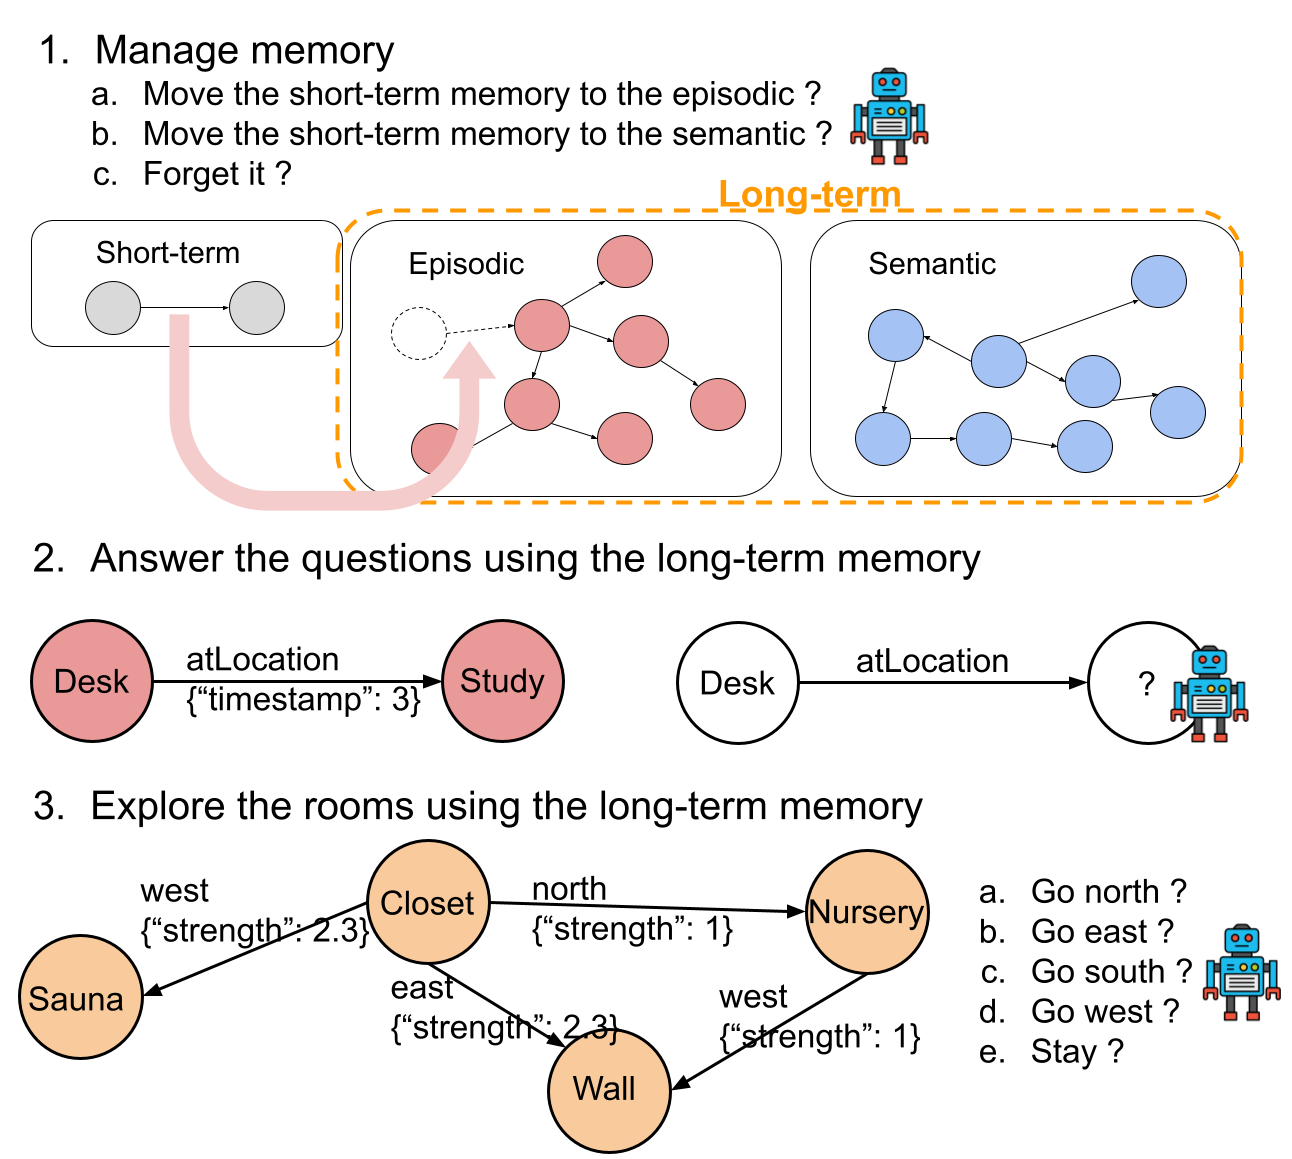 1. Manage memory
a. Move the short-term memory to the episodic ?
b. Move the short-term memory to the semantic ?
c. Forget it ?
Long-term
Short-term
Episodic
Semantic
2. Answer the questions using the long-term memory
Desk
atLocation
{“timestamp”: 3}
Study
Desk
atLocation
?
3. Explore the rooms using the long-term memory
west
{“strength”: 2.3}
Closet
north
{“strength”: 1}
Nursery
Sauna
east
{“strength”: 2.3}
west
{“strength”: 1}
Wall
a. Go north ?
b. Go east ?
c. Go south ?
d. Go west ?
e. Stay ?